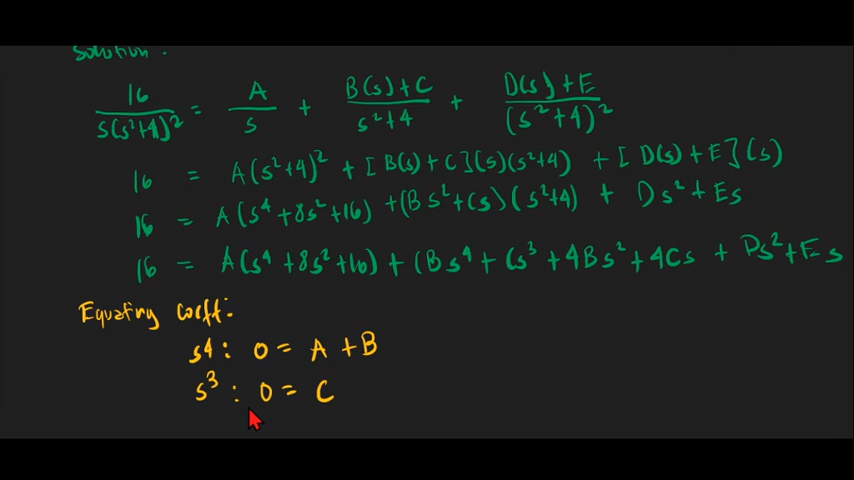 Solution:
16/(s(s²+4)²) = A/s + (B(s)+C)/(s²+4) + (D(s)+E)/(s²+4)²
16 = A(s²+4)² + [B(s)+C](s)(s²+4) + [D(s)+E](s)
16 = A(s⁴+8s²+16) +(Bs²+Cs)(s²+4) + Ds²+Es
16 = A(s⁴+8s²+16) + (Bs⁴+Cs³+4Bs²+4Cs + Ds²+Es
Equating coeff:
s⁴: 0 = A+B
s³: 0 = C